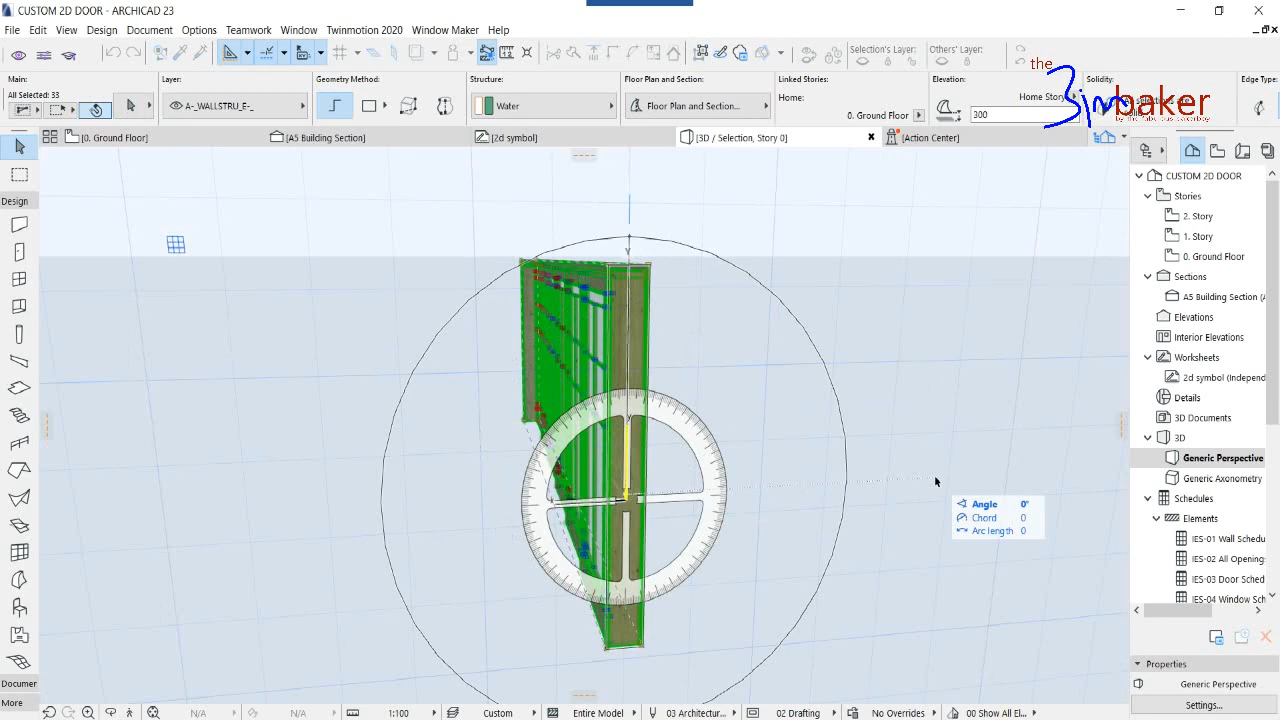 CUSTOM 2D DOOR - ARCHICAD 23
File Edit View Design Document Options Teamwork Window Twinmotion 2020 Window Maker Help
Main:
All Selected: 33
Layer:
A-_WALLSTRU_E-_
Geometry Method:
Structure:
Water
Floor Plan and Section:
Floor Plan and Section...
Linked Stories:
Home:
0. Ground Floor
Selection's Layer:
Others' Layer:
Elevation:
Home Story
300
Solidity:
Edge Type:
the
3imbaker
[0. Ground Floor]
[A5 Building Section]
[2d symbol]
[3D / Selection, Story 0]
[Action Center]
Design
Y
Angle 0°
Chord 0
Arc length 0
CUSTOM 2D DOOR
Stories
2. Story
1. Story
0. Ground Floor
Sections
A5 Building Section (A
Elevations
Interior Elevations
Worksheets
2d symbol (Independ
Details
3D Documents
3D
Generic Perspective
Generic Axonometry
Schedules
Elements
IES-01 Wall Schedu
IES-02 All Opening
IES-03 Door Sched
IES-04 Window Sch
Properties
Generic Perspective
Settings...
Documen
More
N/A
N/A
1:100
Custom
Entire Model
03 Architectur...
02 Drafting
No Overrides
00 Show All El...